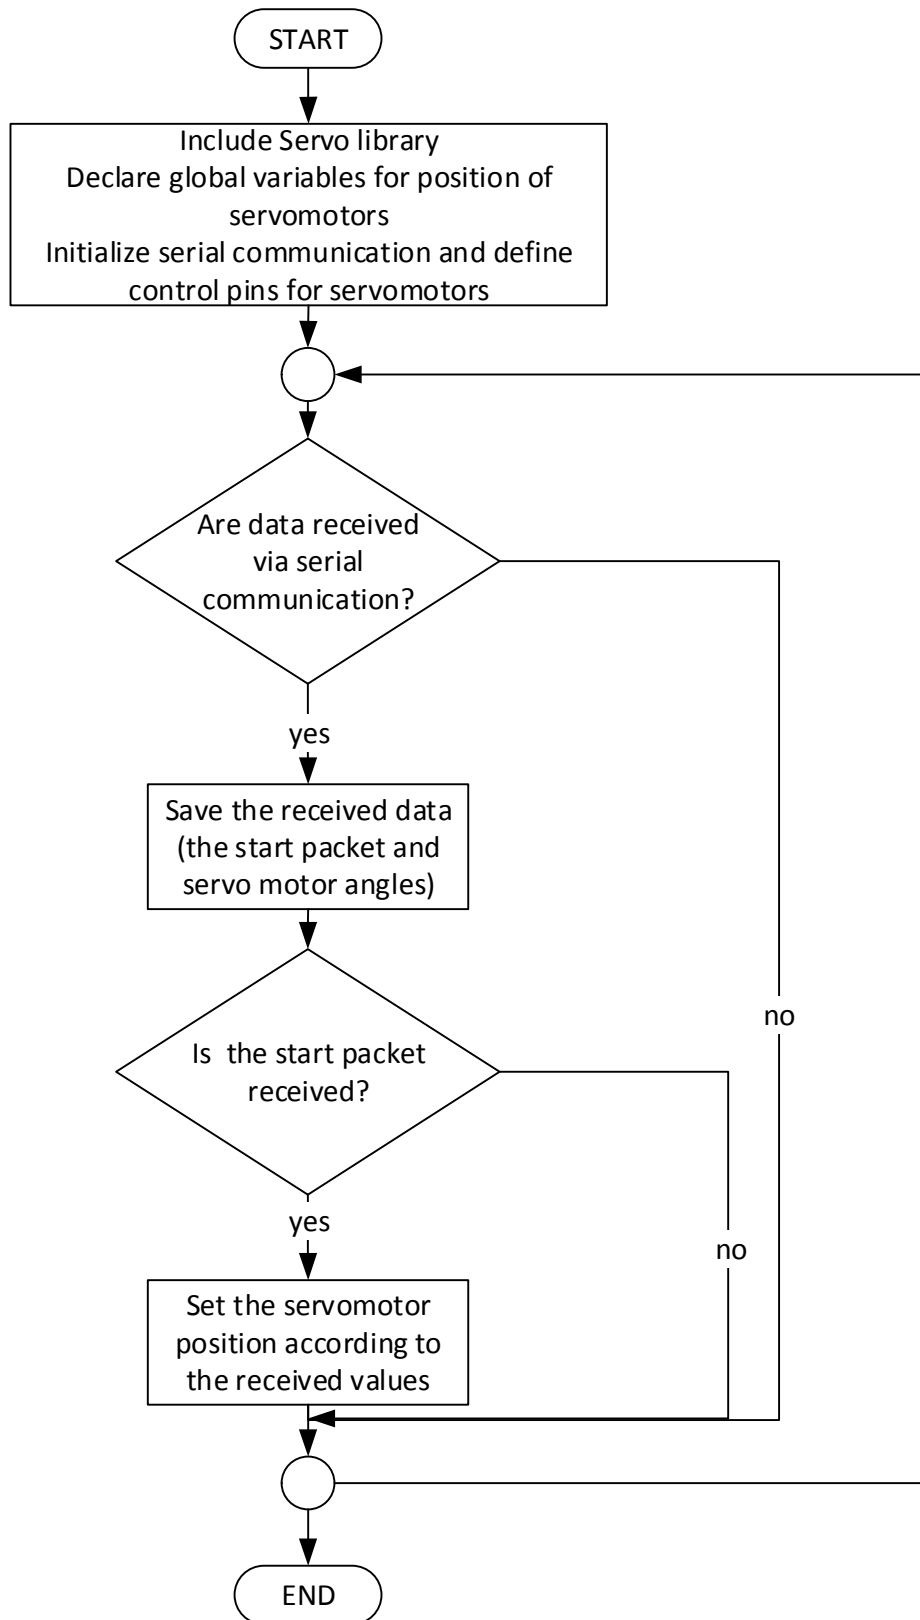 START
Include Servo library
Declare global variables for position of
servomotors
Initialize serial communication and define
control pins for servomotors
Are data received
via serial
communication?
yes
Save the received data
(the start packet and
servo motor angles)
no
Is  the start packet
received?
yes
no
Set the servomotor
position according to
the received values
END